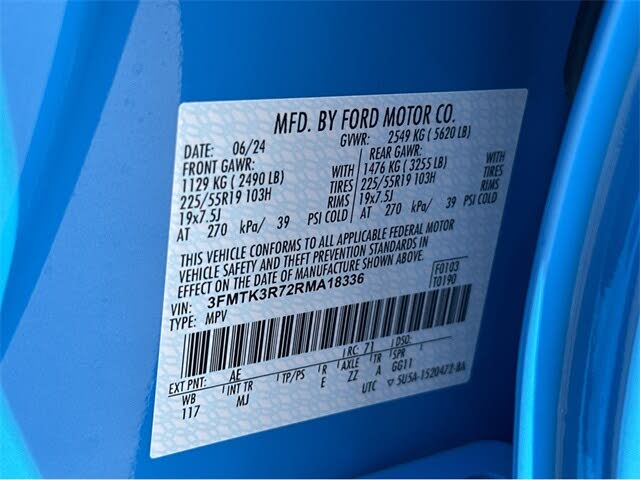 MFD. BY FORD MOTOR CO.
DATE: 06/24 GVWR: 2549 KG ( 5620 LB)
FRONT GAWR: REAR GAWR:
1129 KG ( 2490 LB) WITH 1476 KG ( 3255 LB) WITH
225/55R19 103H TIRES 225/55R19 103H TIRES
19x7.5J RIMS 19x7.5J RIMS
AT 270 kPa/ 39 PSI COLD AT 270 kPa/ 39 PSI COLD
THIS VEHICLE CONFORMS TO ALL APPLICABLE FEDERAL MOTOR
VEHICLE SAFETY AND THEFT PREVENTION STANDARDS IN
EFFECT ON THE DATE OF MANUFACTURE SHOWN ABOVE.
VIN: 3FMTK3R72RMA18336 F0103
TYPE: MPV T0190
EXT PNT: AE RC: 71 DSO:
WB INT TR TP/PS R AXLE TR SPR
117 MJ E ZZ A GG11
UTC 5U5A-1520472-BA